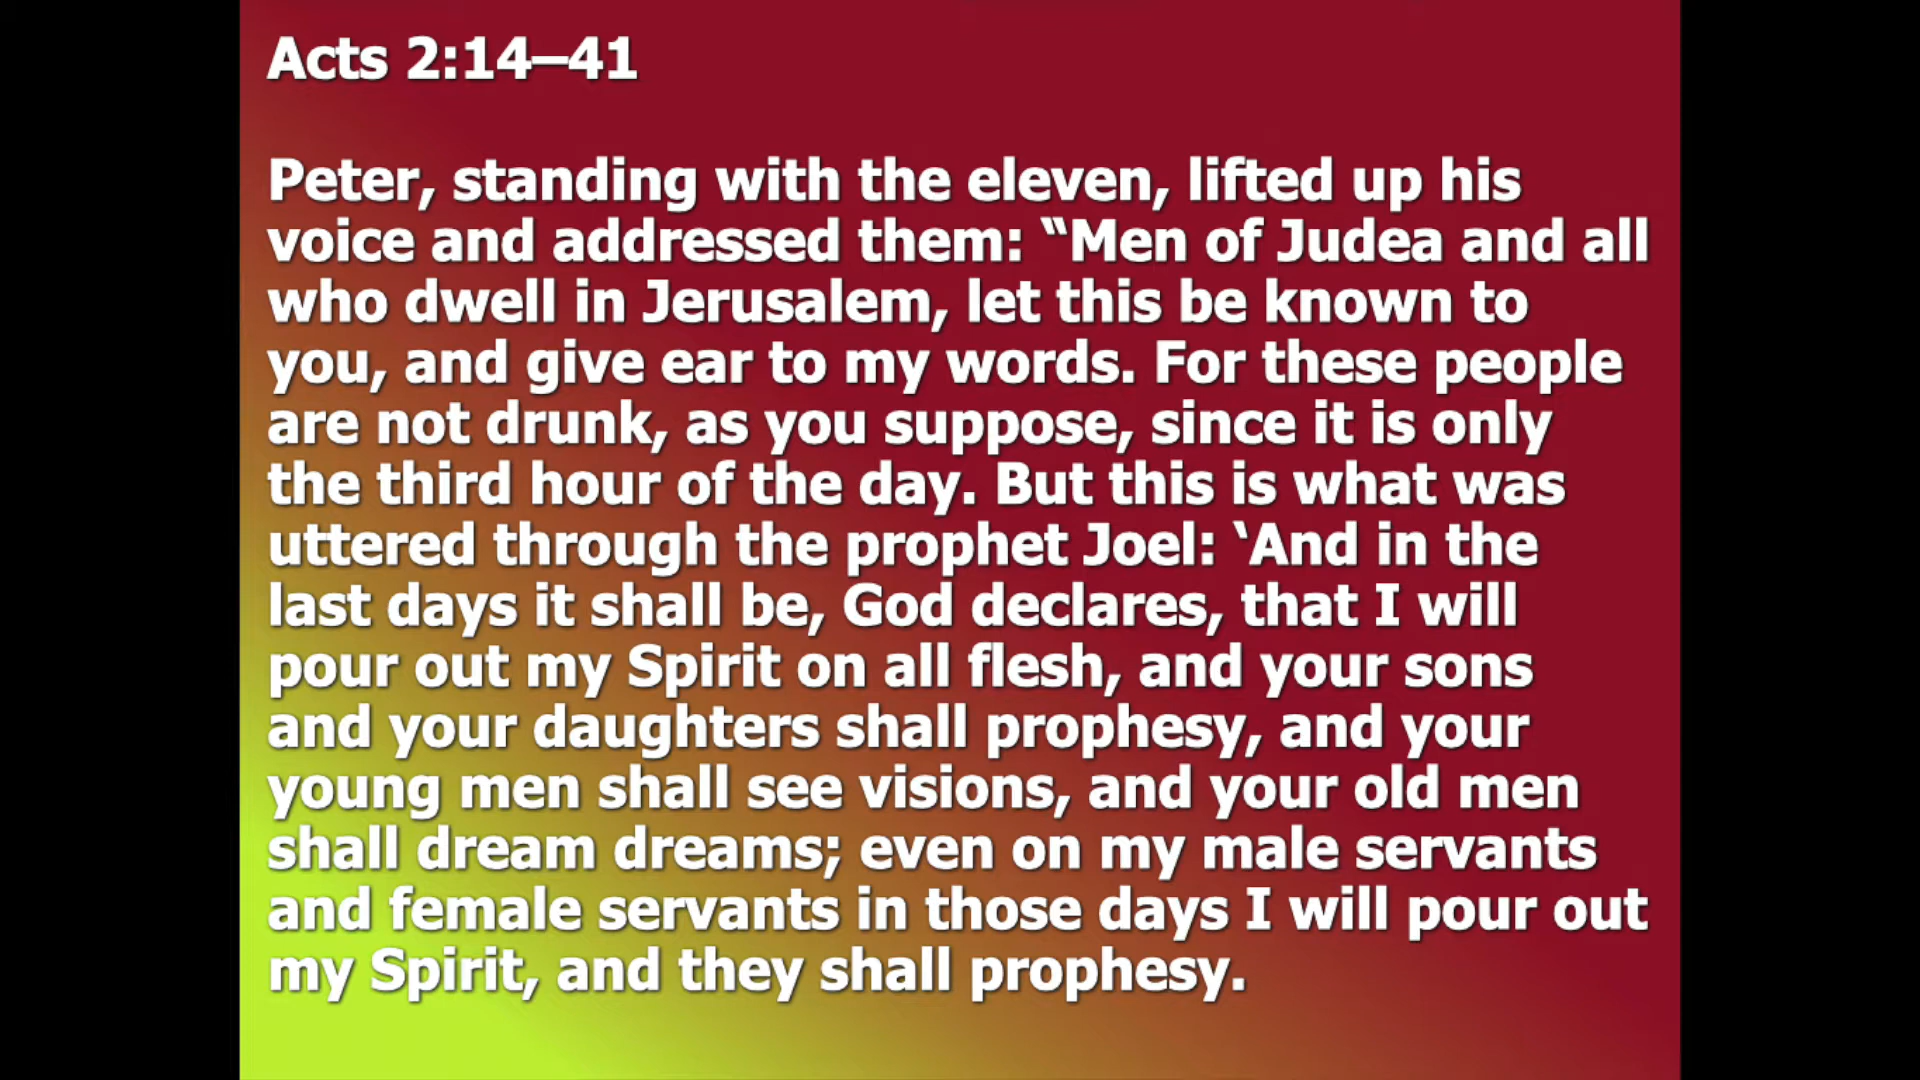 Acts 2:14–41
Peter, standing with the eleven, lifted up his
voice and addressed them: “Men of Judea and all
who dwell in Jerusalem, let this be known to
you, and give ear to my words. For these people
are not drunk, as you suppose, since it is only
the third hour of the day. But this is what was
uttered through the prophet Joel: ‘And in the
last days it shall be, God declares, that I will
pour out my Spirit on all flesh, and your sons
and your daughters shall prophesy, and your
young men shall see visions, and your old men
shall dream dreams; even on my male servants
and female servants in those days I will pour out
my Spirit, and they shall prophesy.